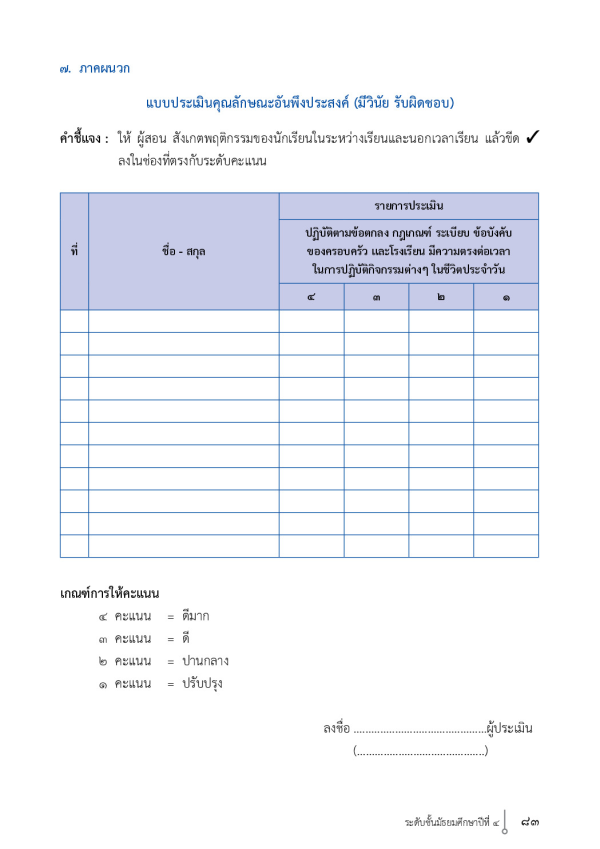 ๗. ภาคผนวก
แบบประเมินคุณลักษณะอันพึงประสงค์ (มีวินัย รับผิดชอบ)
คำชี้แจง : ให้ ผู้สอน สังเกตพฤติกรรมของนักเรียนในระหว่างเรียนและนอกเวลาเรียน แล้วขีด ✓
ลงในช่องที่ตรงกับระดับคะแนน
ที่
ชื่อ - สกุล
รายการประเมิน
ปฏิบัติตามข้อตกลง กฎเกณฑ์ ระเบียบ ข้อบังคับ
ของครอบครัว และโรงเรียน มีความตรงต่อเวลา
ในการปฏิบัติกิจกรรมต่างๆ ในชีวิตประจำวัน
๔ ๓ ๒ ๑
เกณฑ์การให้คะแนน
๔ คะแนน = ดีมาก
๓ คะแนน = ดี
๒ คะแนน = ปานกลาง
๑ คะแนน = ปรับปรุง
ลงชื่อ .............................................ผู้ประเมิน
(...........................................)
ระดับชั้นมัธยมศึกษาปีที่ ๔ ๘๓